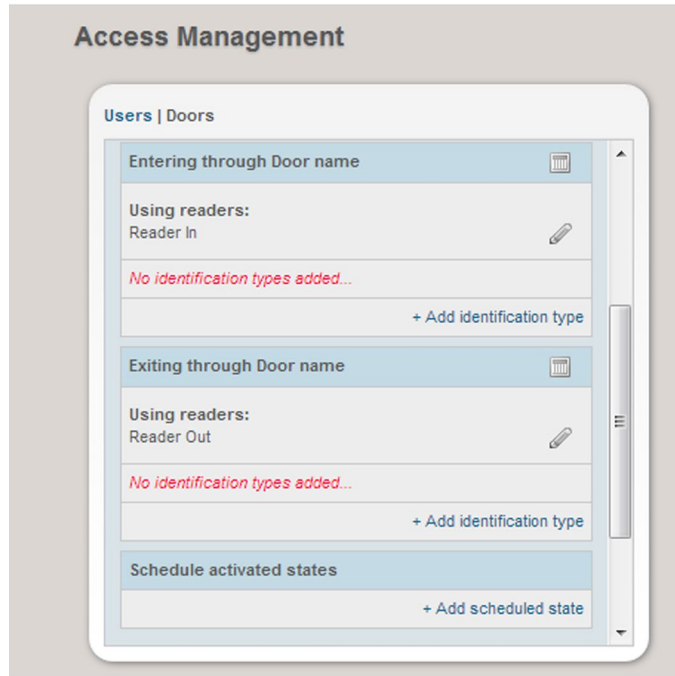 Access Management
Users | Doors
Entering through Door name
Using readers:
Reader In
No identification types added...
+ Add identification type
Exiting through Door name
Using readers:
Reader Out
No identification types added...
+ Add identification type
Schedule activated states
+ Add scheduled state